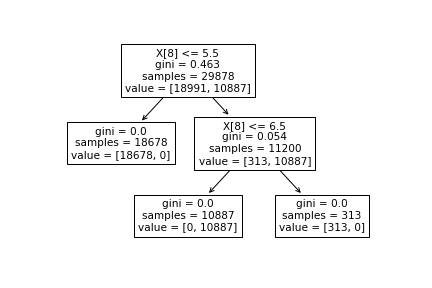 X[8] <= 5.5
gini = 0.463
samples = 29878
value = [18991, 10887]
gini = 0.0
samples = 18678
value = [18678, 0]
X[8] <= 6.5
gini = 0.054
samples = 11200
value = [313, 10887]
gini = 0.0
samples = 10887
value = [0, 10887]
gini = 0.0
samples = 313
value = [313, 0]